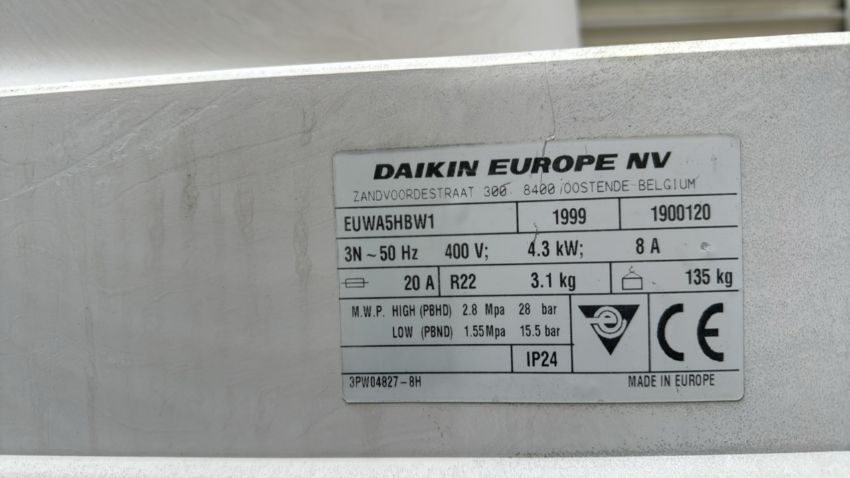 DAIKIN EUROPE NV
ZANDVOORDESTRAAT 300 8400 OOSTENDE BELGIUM
EUWA5HBW1 1999 1900120
3N ~ 50 Hz 400 V; 4.3 kW; 8 A
20 A R22 3.1 kg 135 kg
M.W.P. HIGH (PBHD) 2.8 Mpa 28 bar
LOW (PBND) 1.55 Mpa 15.5 bar
e CE
IP24
3PW04827-8H MADE IN EUROPE